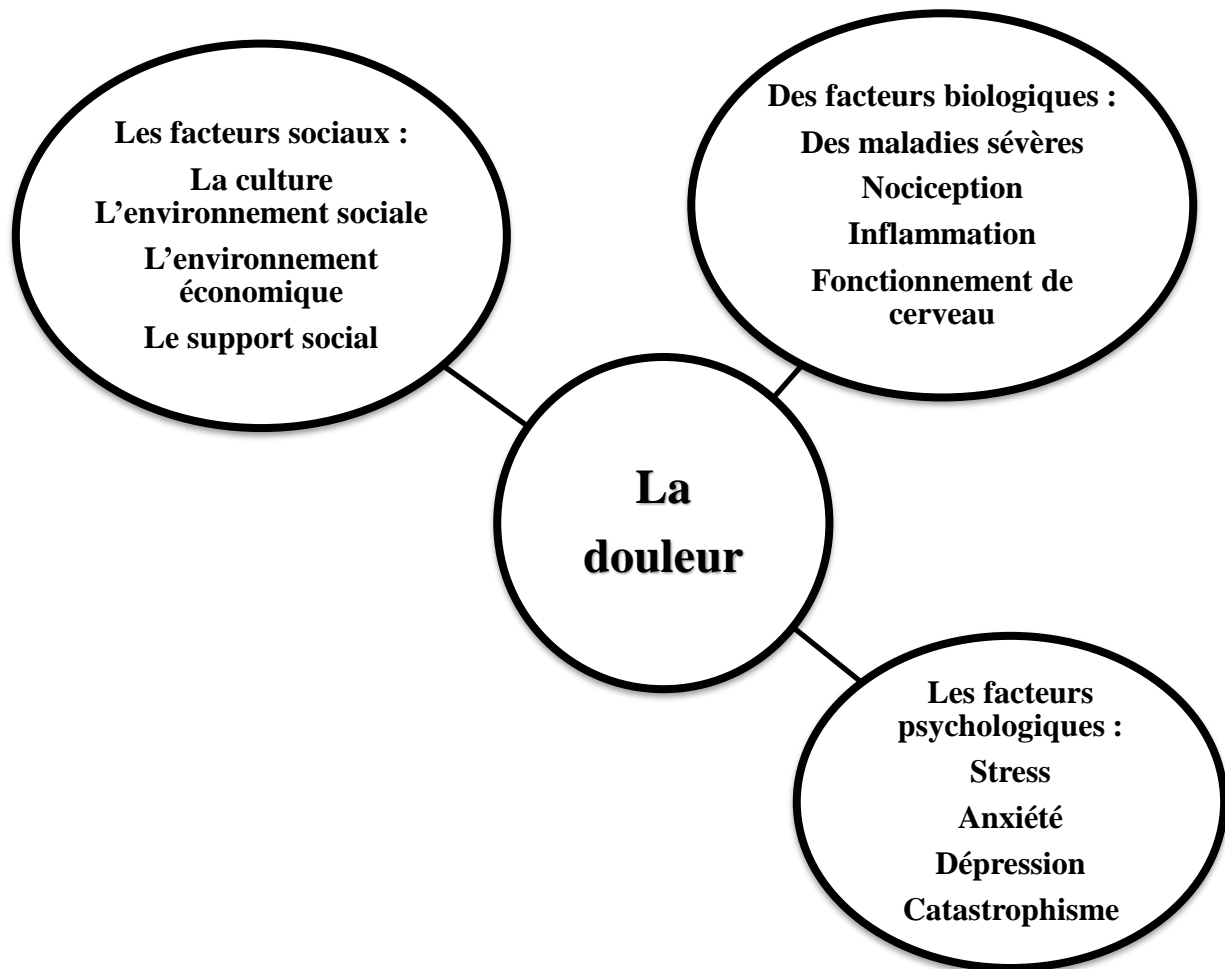 Les facteurs sociaux :
La culture
L’environnement sociale
L’environnement
économique
Le support social
Des facteurs biologiques :
Des maladies sévères
Nociception
Inflammation
Fonctionnement de
cerveau
La
douleur
Les facteurs
psychologiques :
Stress
Anxiété
Dépression
Catastrophisme